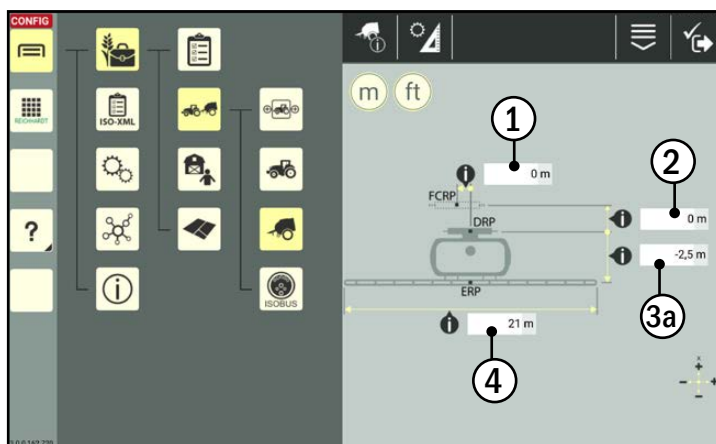 CONFIG
REICHHARDT
ISO-XML
?
ISOBUS
m ft
1
0 m
2
FCRP
0 m
DRP
-2,5 m
3a
ERP
21 m
4
x
+
- +
-